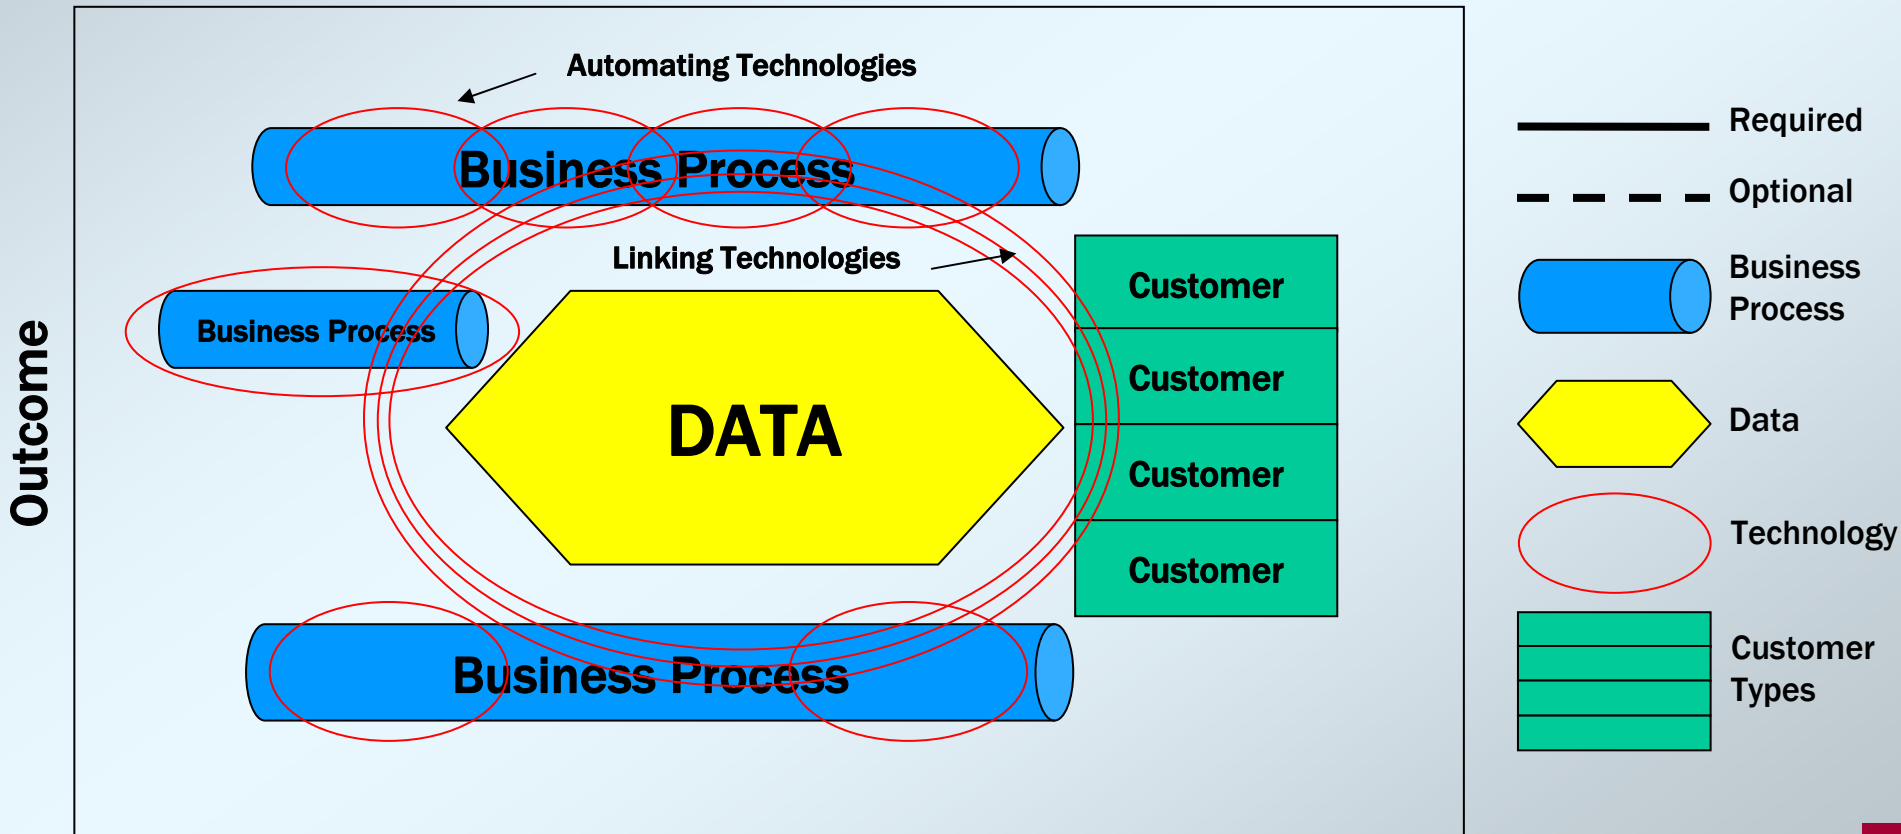 Outcome
Automating Technologies
Business Process
Linking Technologies
Business Process
DATA
Customer
Customer
Customer
Customer
Business Process
Required
Optional
Business
Process
Data
Technology
Customer
Types